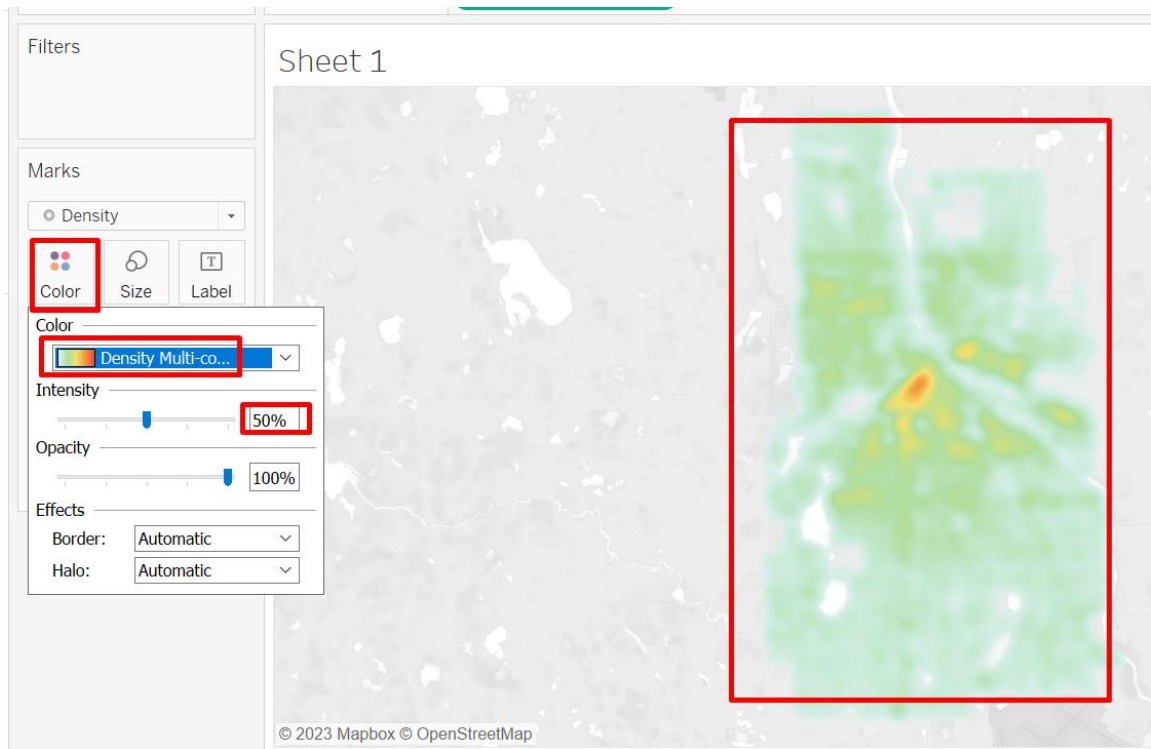 Filters
Sheet 1
Marks
Density
Color Size Label
Color
Density Multi-co...
Intensity
50%
Opacity
100%
Effects
Border: Automatic
Halo: Automatic
© 2023 Mapbox © OpenStreetMap